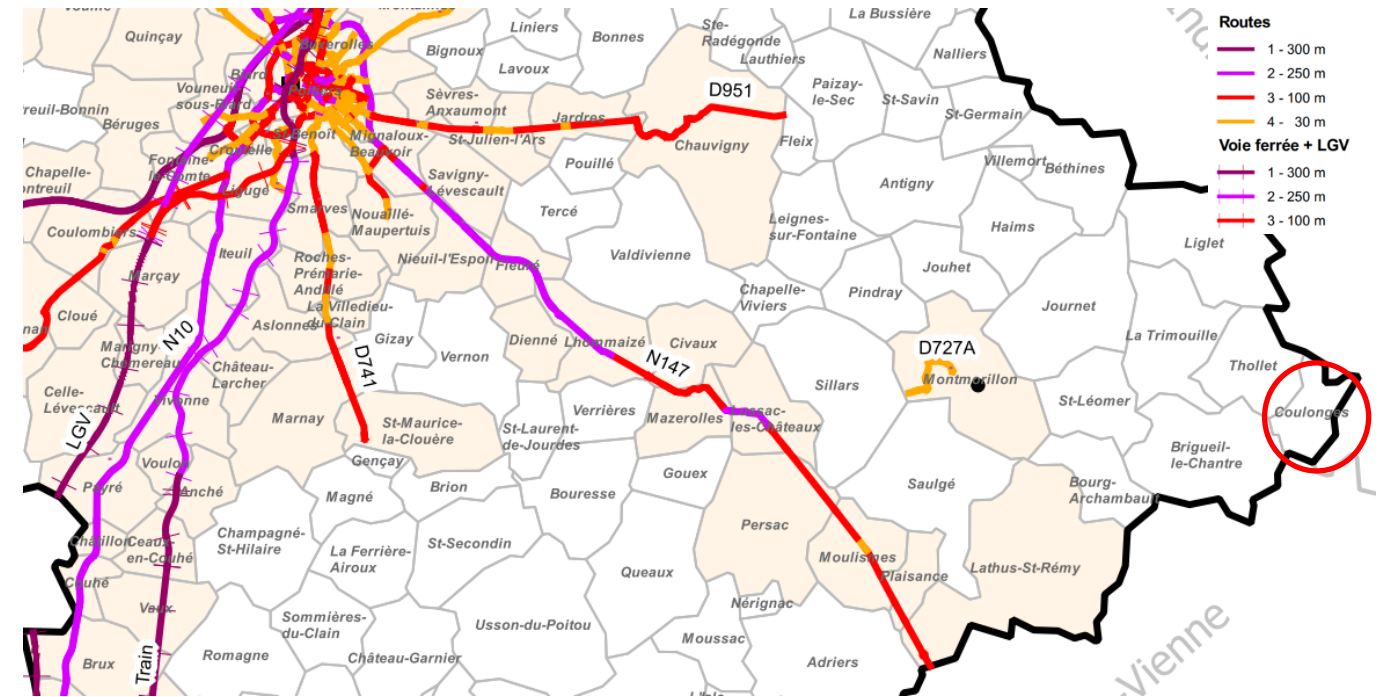 La Bussière
Liniers
Ste-
Radégonde
Bonnes
Lauthiers
Quinçay
Buxerolles
Bignoux
Nalliers
Lavoux
Biard
D951
Paizay-
le-Sec
Vouneuil-
sous-Biard
Poitiers
Sèvres-
Anxaumont
St-Savin
reuil-Bonnin
Béruges
Jardres
St-Germain
St-Benoît
Mignaloux-
Beauvoir
St-Julien-l'Ars
Chauvigny
Fleix
Croutelle
Fontaine-
le-Comte
Pouillé
Villemort
Béthines
Chapelle-
ontreuil
Savigny-
Lévescault
Antigny
Ligugé
Smarves
Nouaillé-
Maupertuis
Tercé
Leignes-
sur-Fontaine
Haims
Coulombiers
Liglet
Iteuil
Roches-
Prémarie-
Andillé
Nieuil-l'Espoir
Fleuré
Valdivienne
Jouhet
Marçay
Chapelle-
Viviers
Pindray
Journet
La Villedieu-
du-Clain
Cloué
Aslonnes
N10
Gizay
Dienné
Lhommaizé
Civaux
La Trimouille
Marigny-
Chemereau
Vernon
D727A
Château-
Larcher
D741
N147
Thollet
Montmorillon
Celle-
Lévescault
Vivonne
Sillars
St-Léomer
Coulonges
Marnay
St-Maurice-
la-Clouère
Verrières
Mazerolles
Lussac-
les-Châteaux
LGV
St-Laurent-
de-Jourdes
Brigueil-
le-Chantre
Gençay
Voulon
Gouex
Payré
Anché
Magné
Brion
Bouresse
Saulgé
Bourg-
Archambault
Champagné-
St-Hilaire
Persac
Châtillon
Ceaux-
en-Couhé
La Ferrière-
Airoux
St-Secondin
Moulismes
Lathus-St-Rémy
Couhé
Queaux
Plaisance
Vaux
Nérignac
Sommières-
du-Clain
Usson-du-Poitou
Moussac
Romagne
Château-Garnier
Brux
Train
Adriers
-Vienne
Routes
1 - 300 m
2 - 250 m
3 - 100 m
4 - 30 m
Voie ferrée + LGV
1 - 300 m
2 - 250 m
3 - 100 m